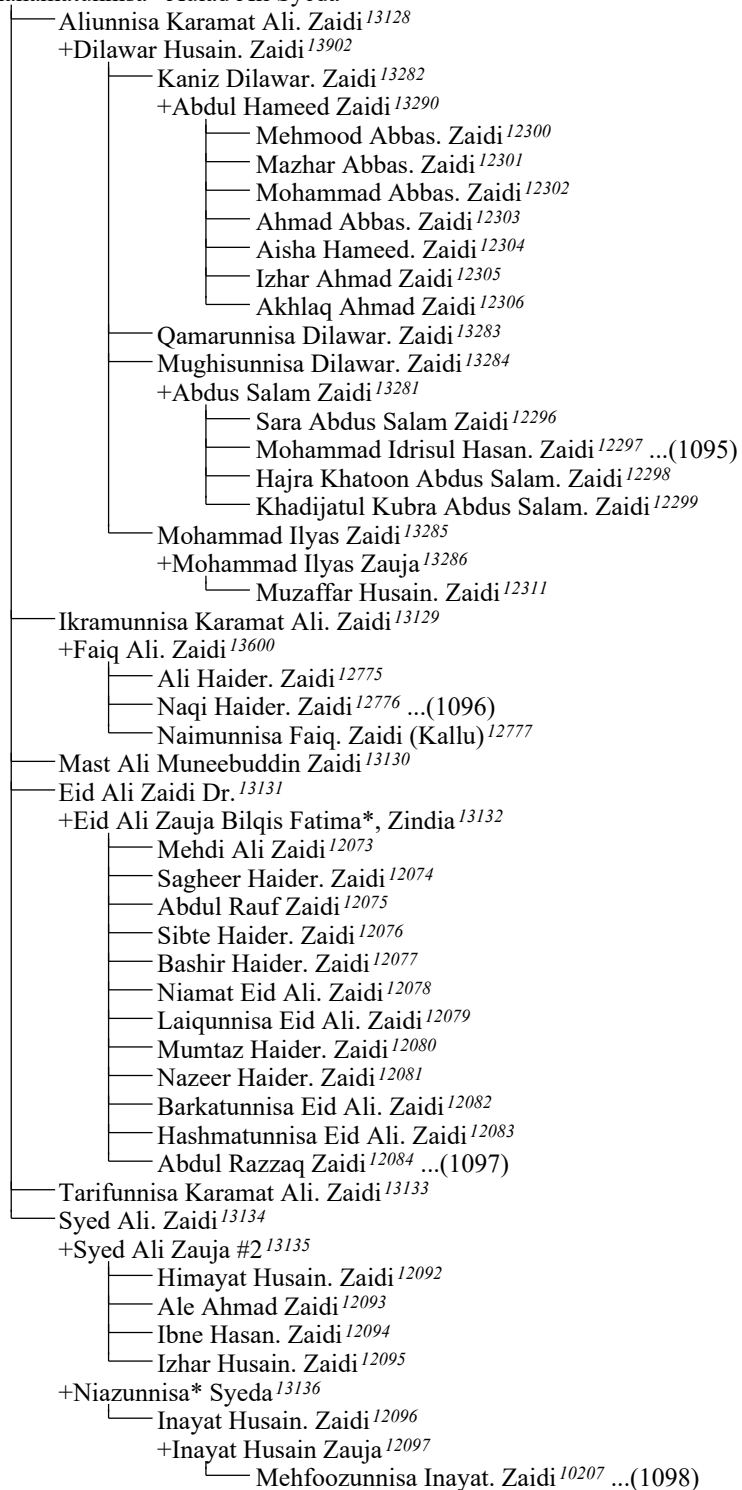 Aliunnisa Karamat Ali. Zaidi 13128
+Dilawar Husain. Zaidi 13902
Kaniz Dilawar. Zaidi 13282
+Abdul Hameed Zaidi 13290
Mehmood Abbas. Zaidi 12300
Mazhar Abbas. Zaidi 12301
Mohammad Abbas. Zaidi 12302
Ahmad Abbas. Zaidi 12303
Aisha Hameed. Zaidi 12304
Izhar Ahmad Zaidi 12305
Akhlaq Ahmad Zaidi 12306
Qamarunnisa Dilawar. Zaidi 13283
Mughisunnisa Dilawar. Zaidi 13284
+Abdus Salam Zaidi 13281
Sara Abdus Salam Zaidi 12296
Mohammad Idrisul Hasan. Zaidi 12297 ...(1095)
Hajra Khatoon Abdus Salam. Zaidi 12298
Khadijatul Kubra Abdus Salam. Zaidi 12299
Mohammad Ilyas Zaidi 13285
+Mohammad Ilyas Zauja 13286
Muzaffar Husain. Zaidi 12311
Ikramunnisa Karamat Ali. Zaidi 13129
+Faiq Ali. Zaidi 13600
Ali Haider. Zaidi 12775
Naqi Haider. Zaidi 12776 ...(1096)
Naimunnisa Faiq. Zaidi (Kallu) 12777
Mast Ali Muneebuddin Zaidi 13130
Eid Ali Zaidi Dr. 13131
+Eid Ali Zauja Bilqis Fatima*, Zindia 13132
Mehdi Ali Zaidi 12073
Sagheer Haider. Zaidi 12074
Abdul Rauf Zaidi 12075
Sibte Haider. Zaidi 12076
Bashir Haider. Zaidi 12077
Niamat Eid Ali. Zaidi 12078
Laiqunnisa Eid Ali. Zaidi 12079
Mumtaz Haider. Zaidi 12080
Nazeer Haider. Zaidi 12081
Barkatunnisa Eid Ali. Zaidi 12082
Hashmatunnisa Eid Ali. Zaidi 12083
Abdul Razzaq Zaidi 12084 ...(1097)
Tarifunnisa Karamat Ali. Zaidi 13133
Syed Ali. Zaidi 13134
+Syed Ali Zauja #2 13135
Himayat Husain. Zaidi 12092
Ale Ahmad Zaidi 12093
Ibne Hasan. Zaidi 12094
Izhar Husain. Zaidi 12095
+Niazunnisa* Syeda 13136
Inayat Husain. Zaidi 12096
+Inayat Husain Zauja 12097
Mehfoozunnisa Inayat. Zaidi 10207 ...(1098)